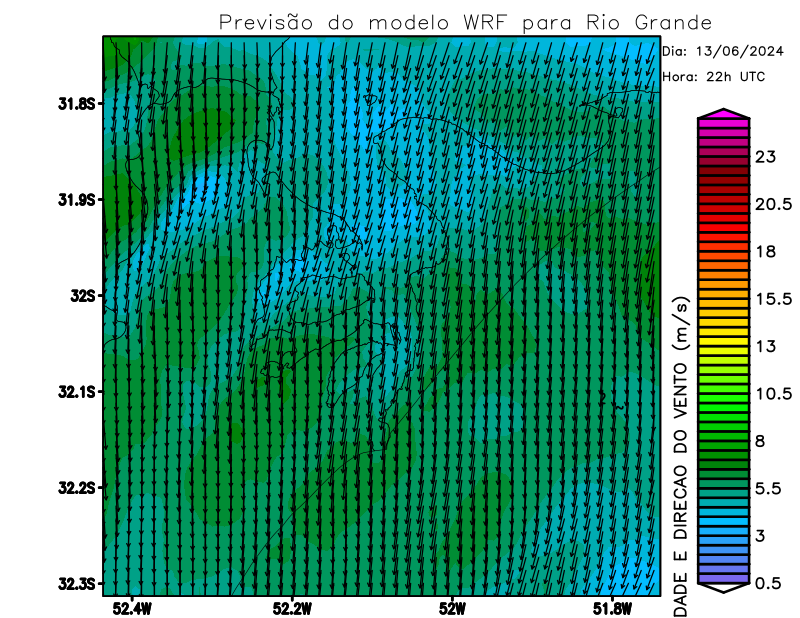 Previsão do modelo WRF para Rio Grande
Dia: 13/06/2024
Hora: 22h UTC
31.8S
31.9S
32S
32.1S
32.2S
32.3S
52.4W
52.2W
52W
51.8W
DADE E DIRECAO DO VENTO (m/s)
23
20.5
18
15.5
13
10.5
8
5.5
3
0.5